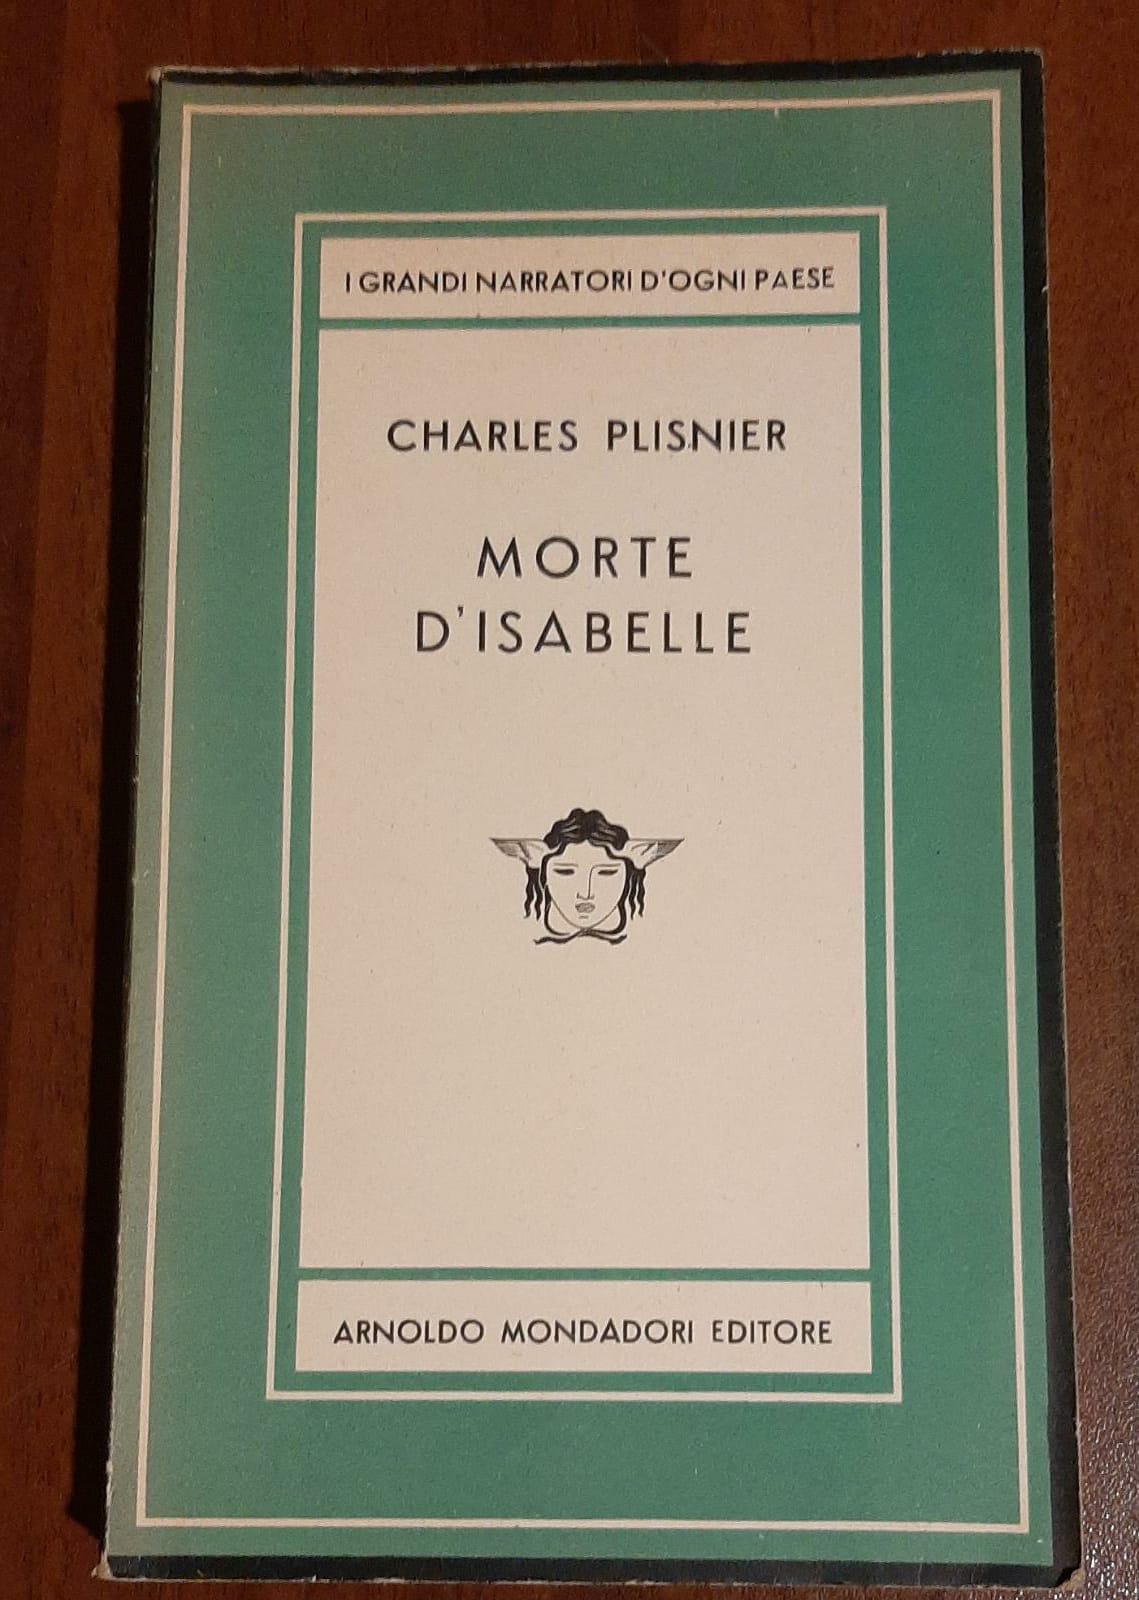 I GRANDI NARRATORI D'OGNI PAESE
CHARLES PLISNIER
MORTE
D'ISABELLE
ARNOLDO MONDADORI EDITORE